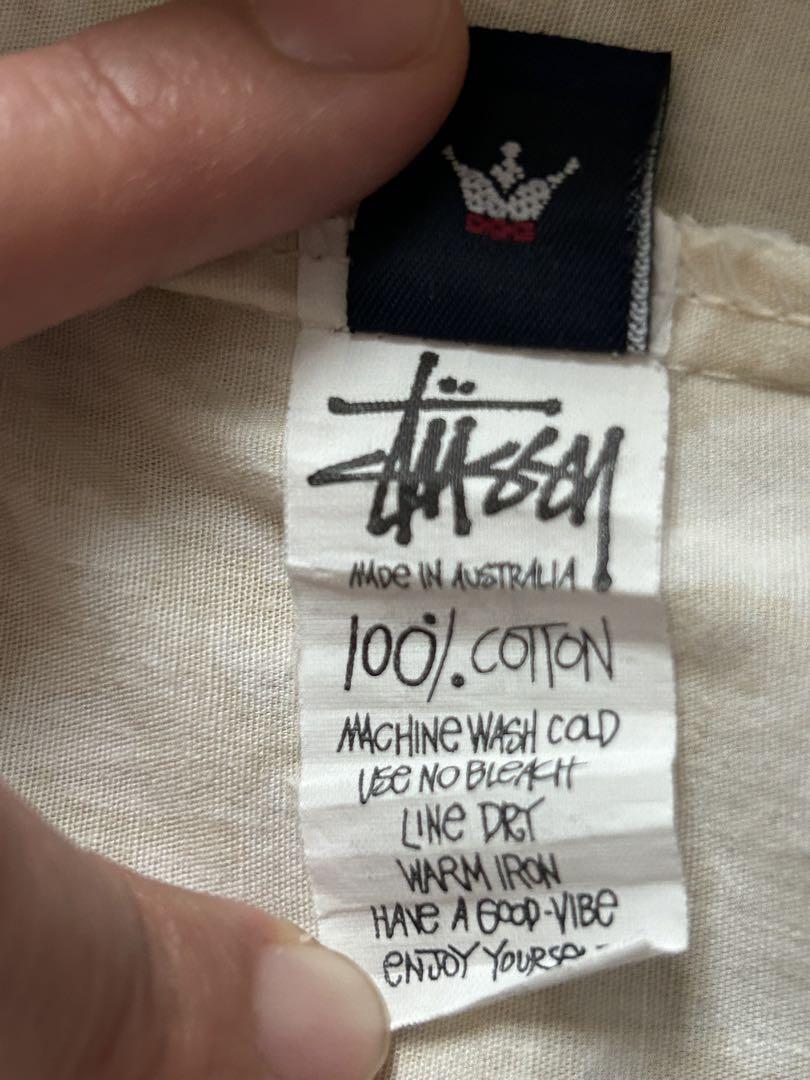 STÜSSY
MADE IN AUSTRALIA
100%. COTTON
MACHINE WASH COLD
USE NO BLEACH
LINE DRY
WARM IRON
HAVE A GOOD-VIBE
ENJOY